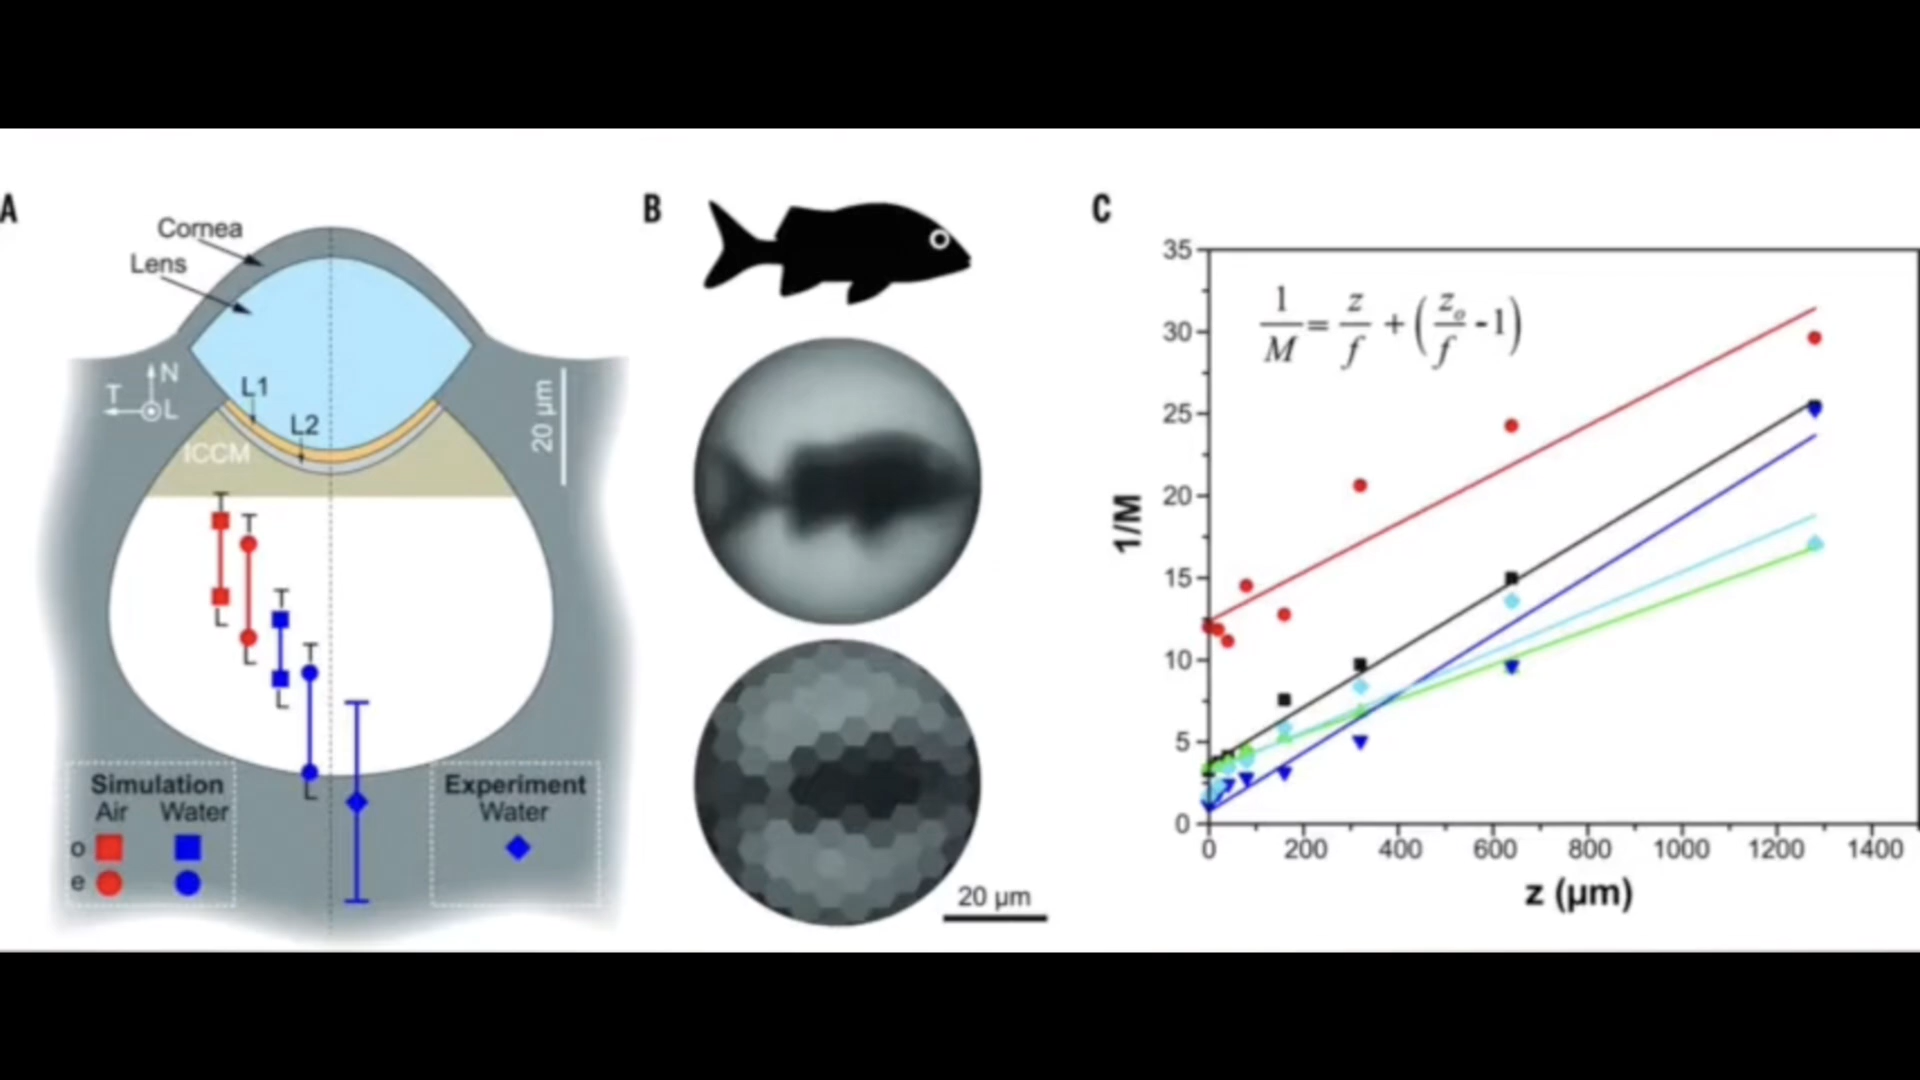 A
Cornea
Lens
N
T
L
L1
L2
ICCM
20 µm
T
T
L
L
T
T
L
L
Simulation
Air Water
o
e
Experiment
Water
B
20 µm
C
1/M = z/f + (zo/f -1)
35
30
25
20
15
10
5
0
1/M
0 200 400 600 800 1000 1200 1400
z (µm)